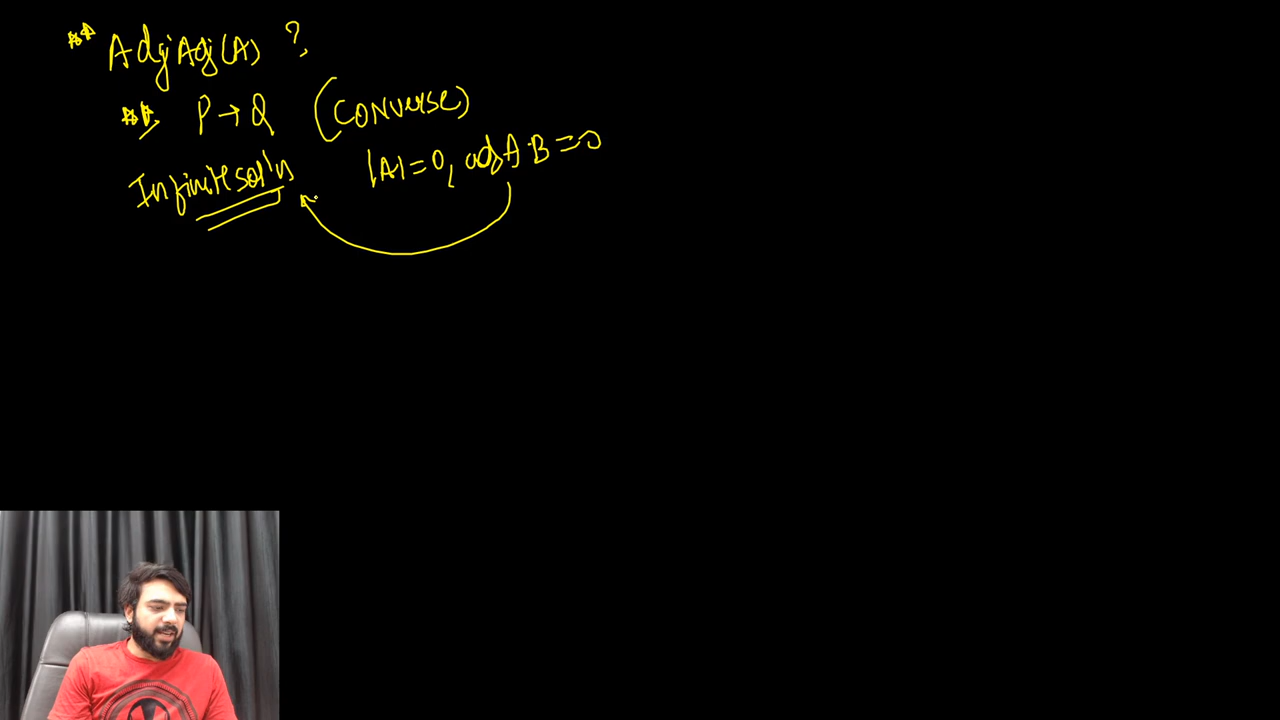 ** Adj Adj(A) ?
** P → Q (Converse)
Infinite sol'n |A| = 0, adj A·B = 0